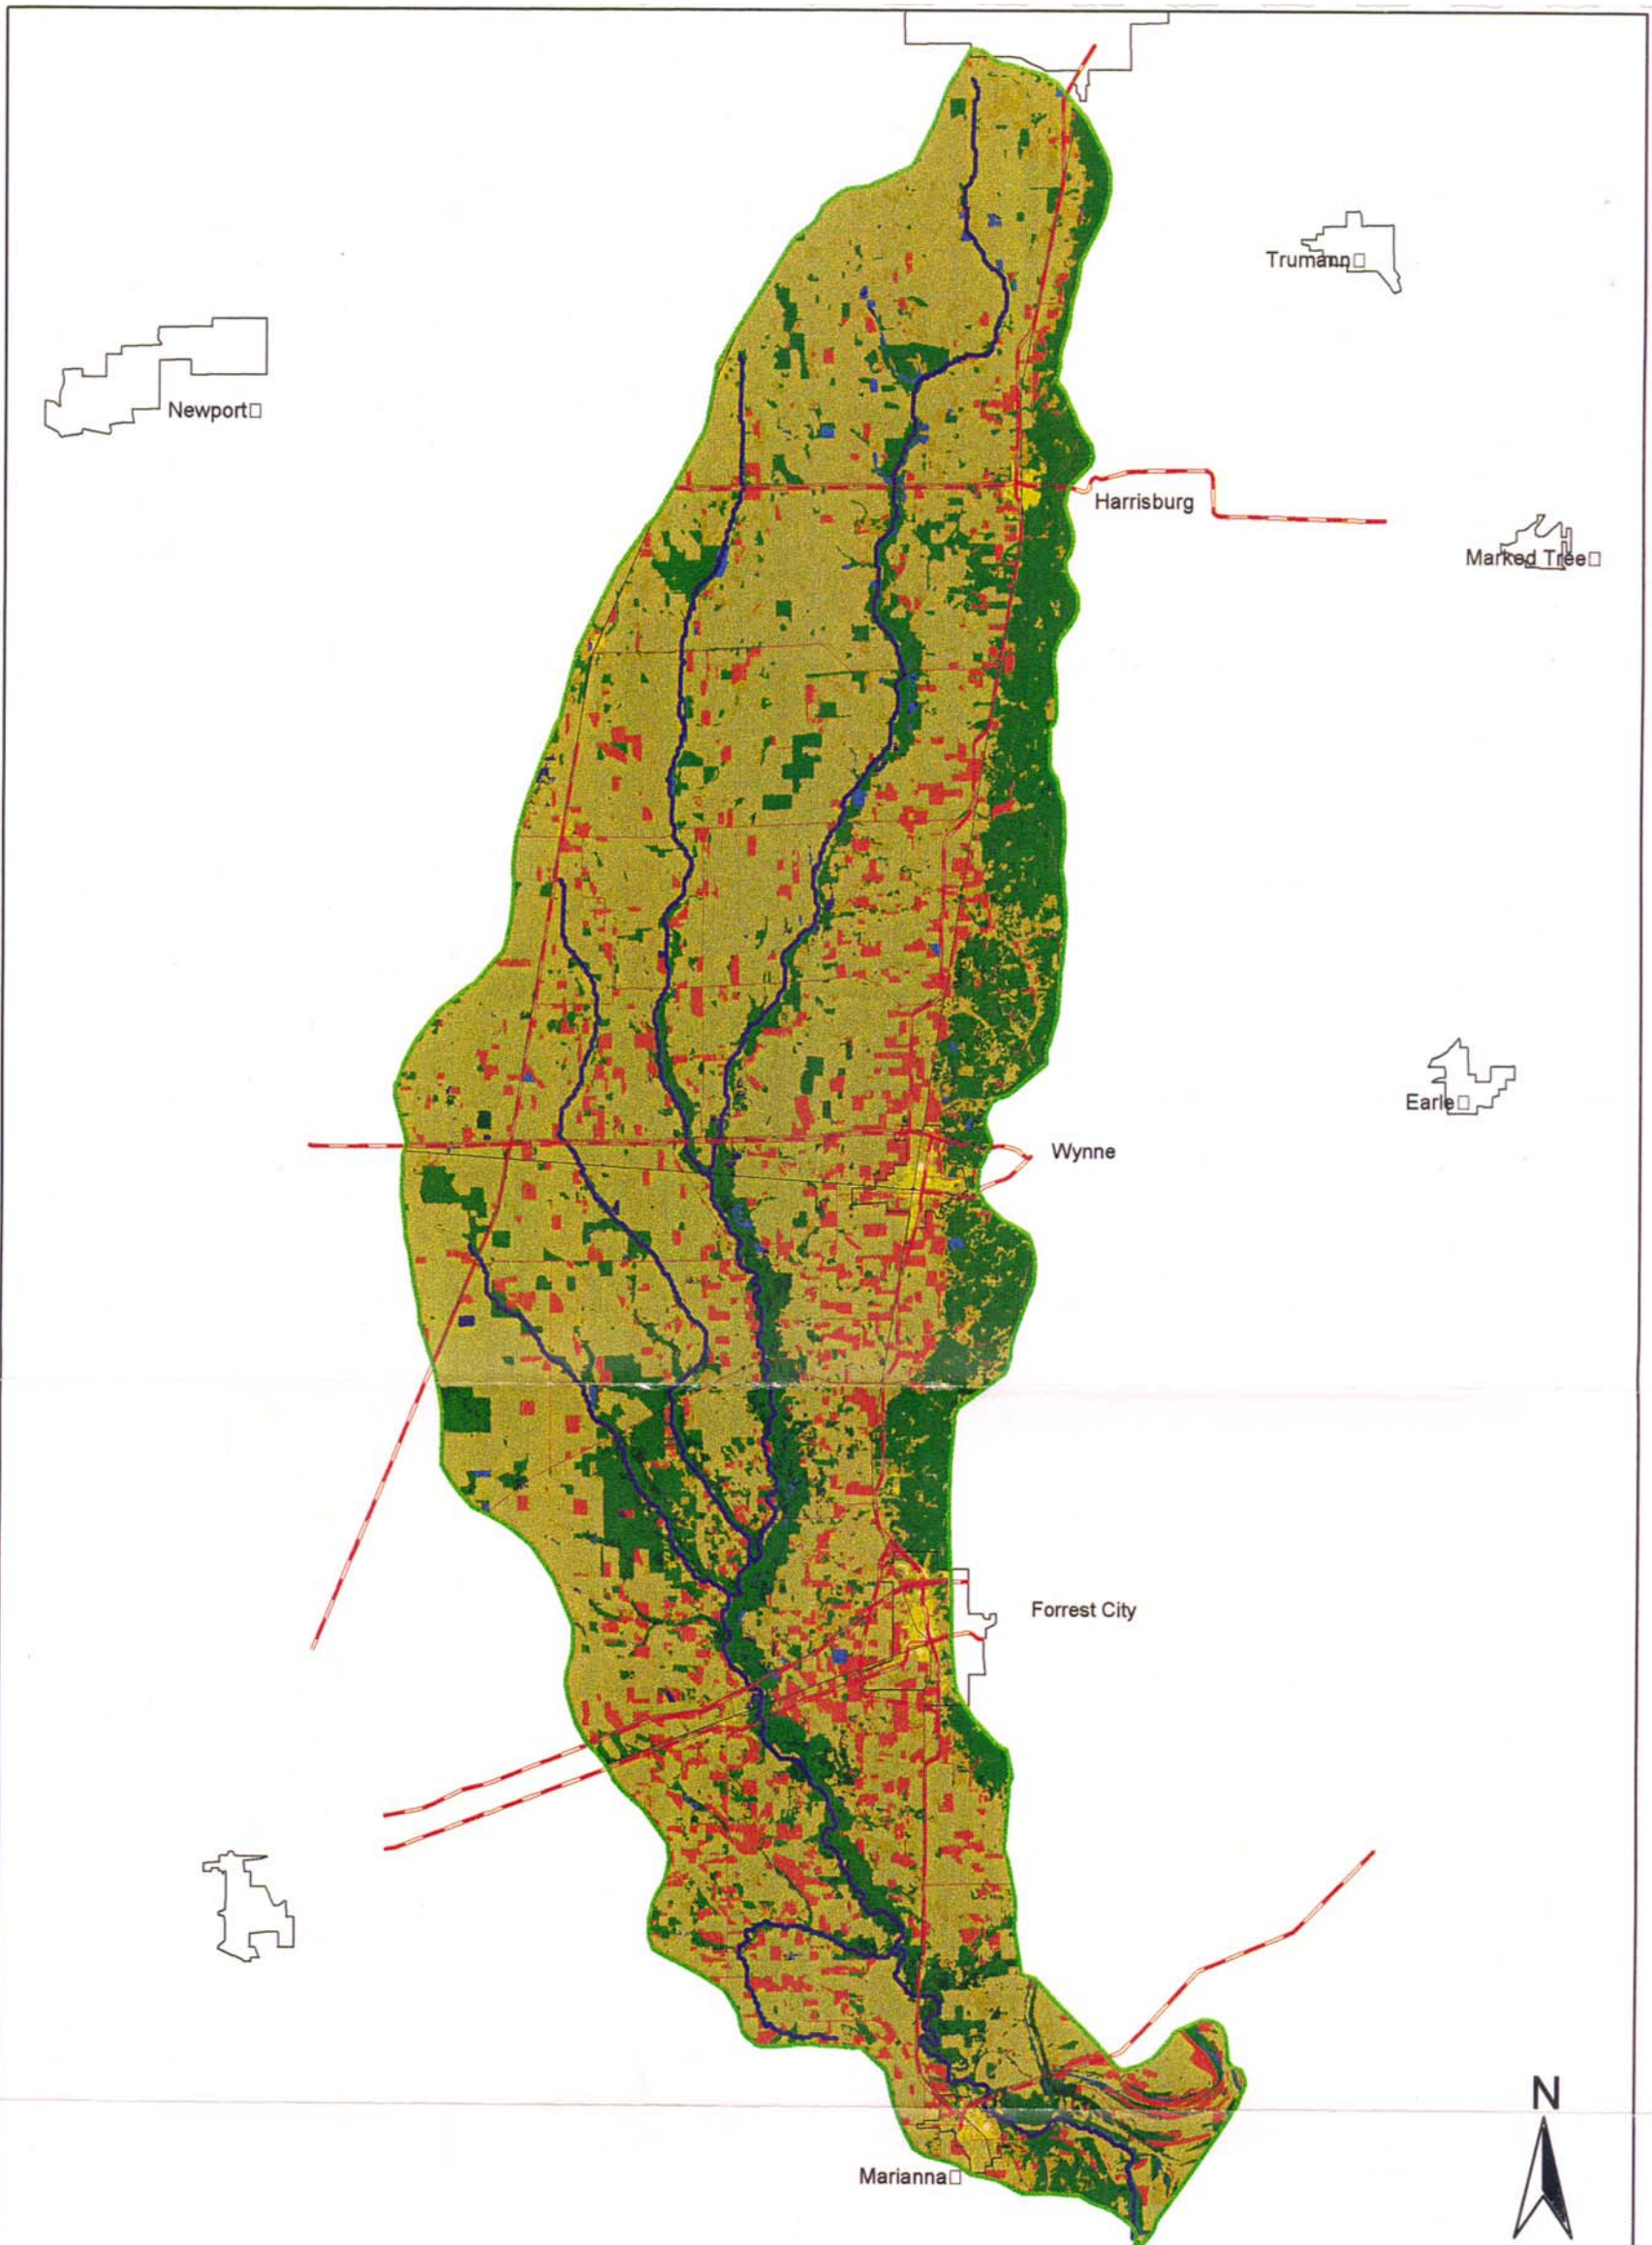 Trumann
Newport
Harrisburg
Marked Tree
Earle
Wynne
Forrest City
N
Marianna